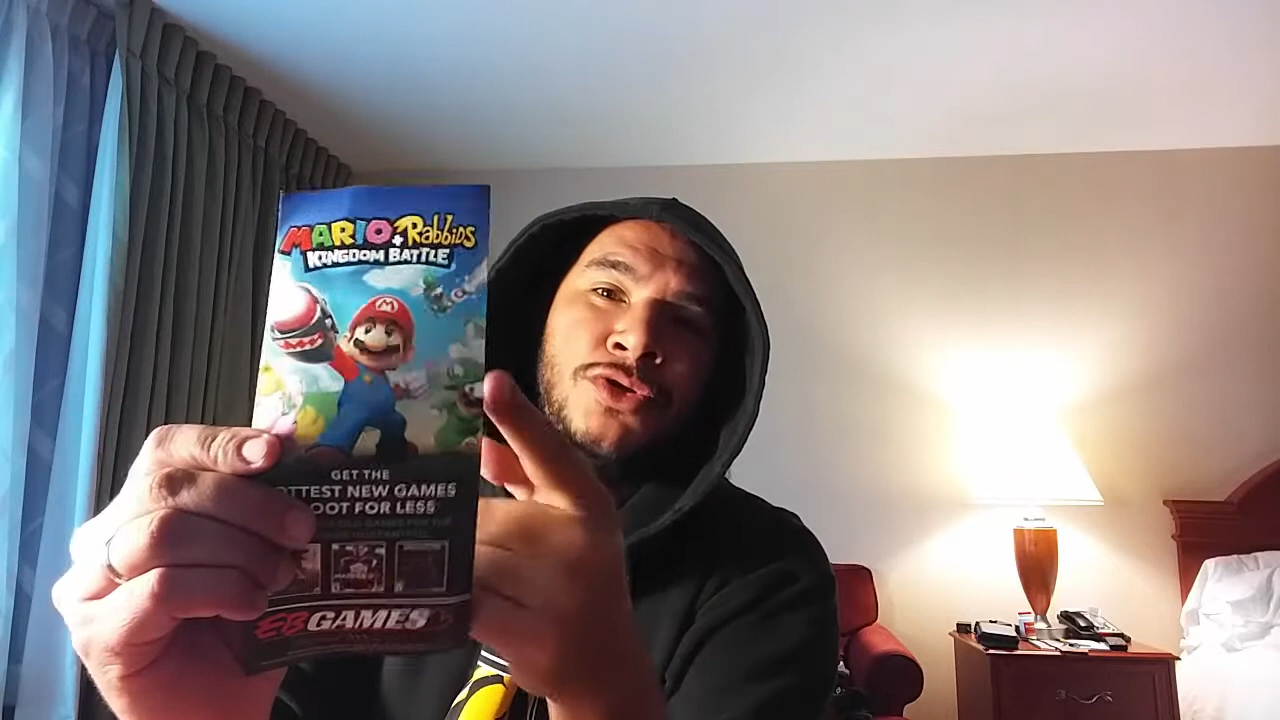 MARIO + Rabbids
KINGDOM BATTLE
M
GET THE
OTTEST NEW GAMES
OOT FOR LESS
EB GAMES